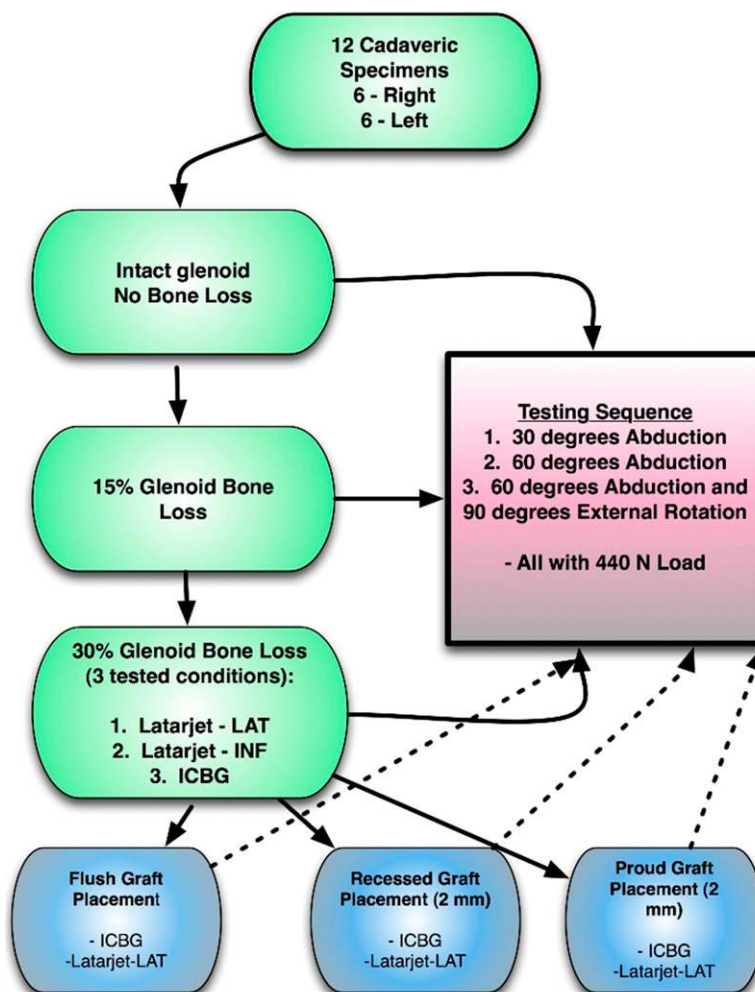 12 Cadaveric
Specimens
6 - Right
6 - Left
Intact glenoid
No Bone Loss
Testing Sequence
1. 30 degrees Abduction
2. 60 degrees Abduction
3. 60 degrees Abduction and
90 degrees External Rotation
- All with 440 N Load
15% Glenoid Bone
Loss
30% Glenoid Bone Loss
(3 tested conditions):
1. Latarjet - LAT
2. Latarjet - INF
3. ICBG
Flush Graft
Placement
- ICBG
-Latarjet-LAT
Recessed Graft
Placement (2 mm)
- ICBG
-Latarjet-LAT
Proud Graft
Placement (2
mm)
- ICBG
-Latarjet-LAT